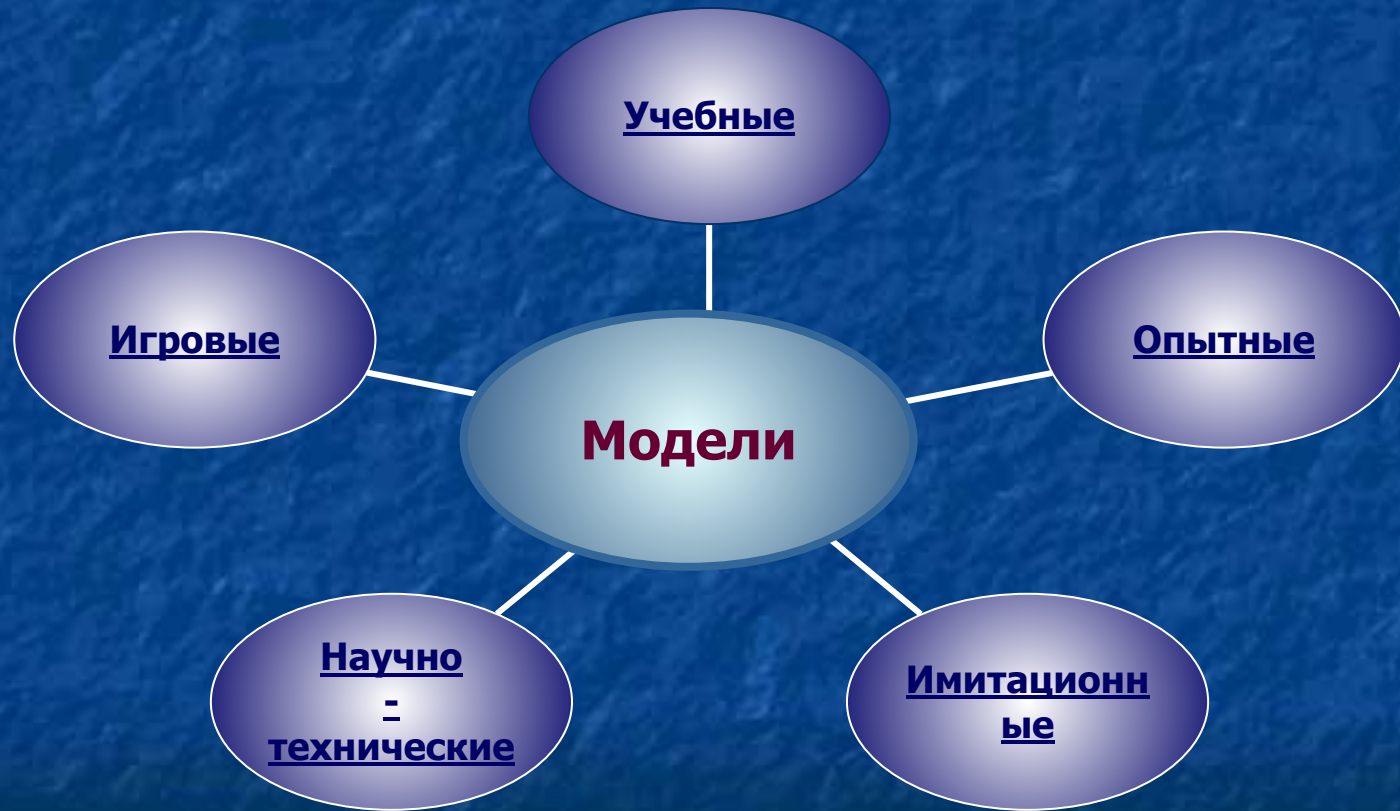 Учебные
Игровые
Опытные
Модели
Научно
-
технические
Имитационн
ые